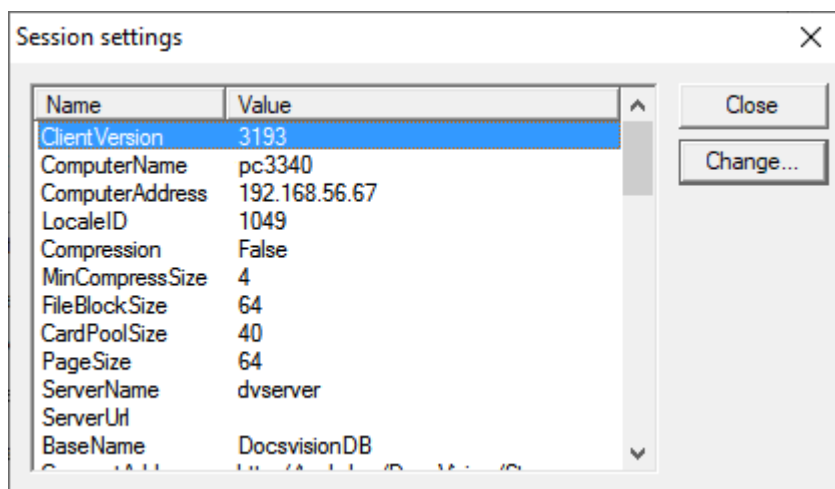 Session settings
Name Value
ClientVersion 3193
ComputerName pc3340
ComputerAddress 192.168.56.67
LocaleID 1049
Compression False
MinCompressSize 4
FileBlockSize 64
CardPoolSize 40
PageSize 64
ServerName dvserver
ServerUrl
BaseName DocsvisionDB
Close
Change...